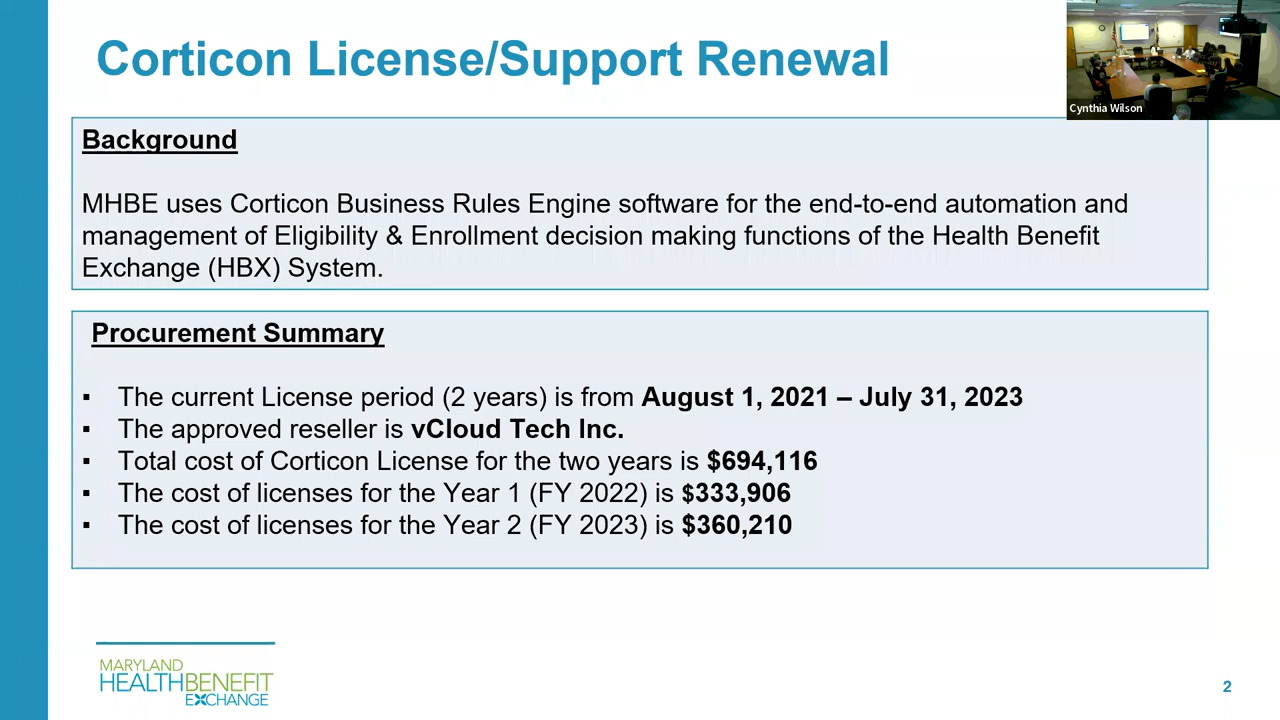 Corticon License/Support Renewal
Cynthia Wilson
Background
MHBE uses Corticon Business Rules Engine software for the end-to-end automation and
management of Eligibility & Enrollment decision making functions of the Health Benefit
Exchange (HBX) System.
Procurement Summary
▪ The current License period (2 years) is from August 1, 2021 – July 31, 2023
▪ The approved reseller is vCloud Tech Inc.
▪ Total cost of Corticon License for the two years is $694,116
▪ The cost of licenses for the Year 1 (FY 2022) is $333,906
▪ The cost of licenses for the Year 2 (FY 2023) is $360,210
MARYLAND
HEALTHBENEFIT
EXCHANGE
2